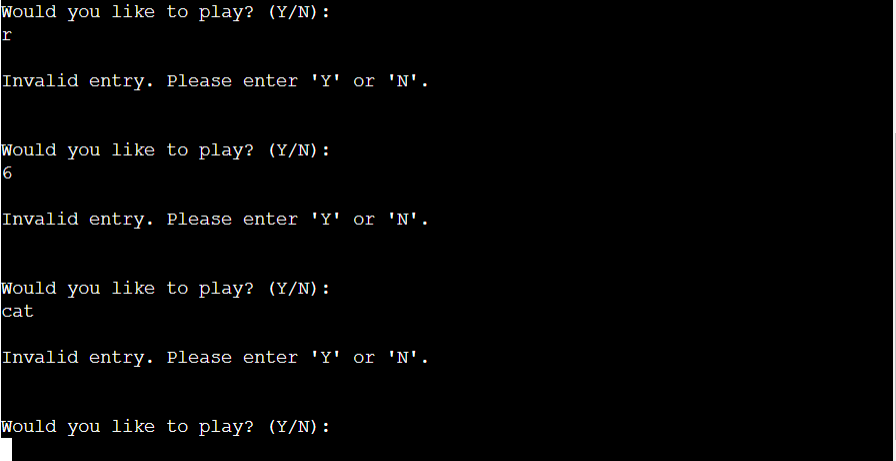 Would you like to play? (Y/N):
r
Invalid entry. Please enter 'Y' or 'N'.
Would you like to play? (Y/N):
6
Invalid entry. Please enter 'Y' or 'N'.
Would you like to play? (Y/N):
cat
Invalid entry. Please enter 'Y' or 'N'.
Would you like to play? (Y/N):